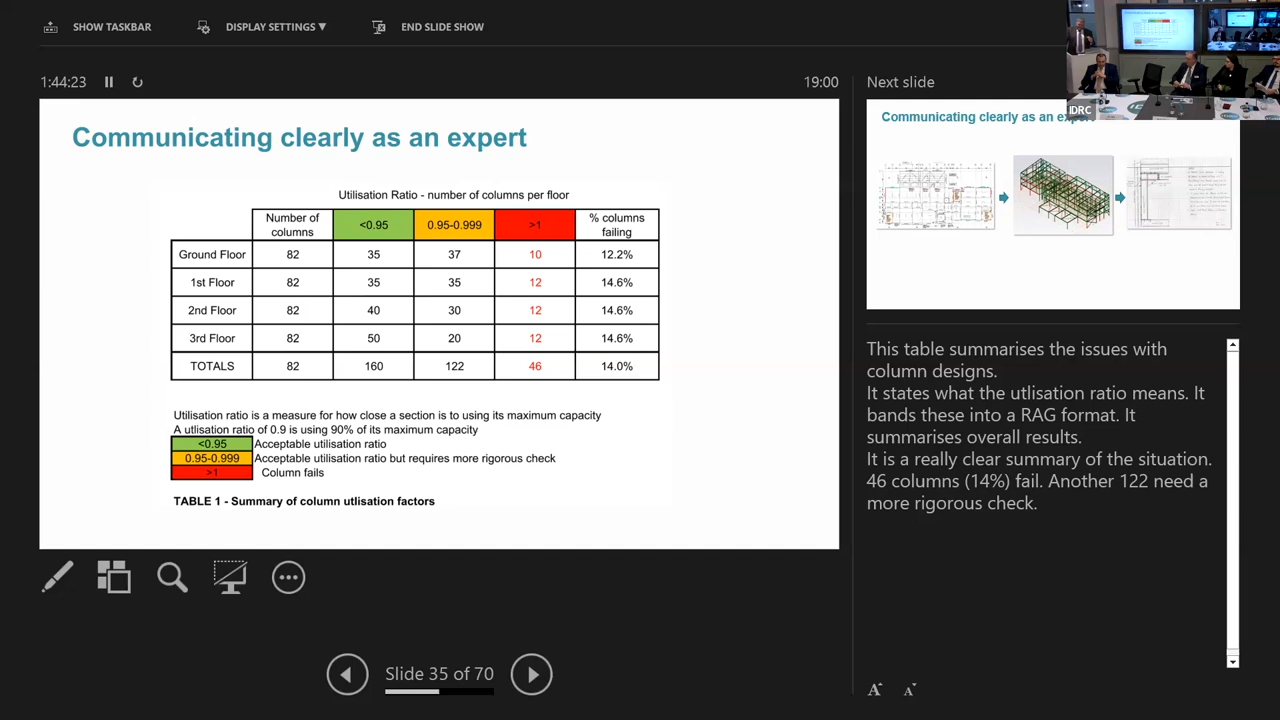 SHOW TASKBAR DISPLAY SETTINGS ▼ END SLIDE SHOW
1:44:23 19:00
Communicating clearly as an expert
Utilisation Ratio - number of columns per floor
Number of columns <0.95 0.95-0.999 >1 % columns failing
Ground Floor 82 35 37 10 12.2%
1st Floor 82 35 35 12 14.6%
2nd Floor 82 40 30 12 14.6%
3rd Floor 82 50 20 12 14.6%
TOTALS 82 160 122 46 14.0%
Utilisation ratio is a measure for how close a section is to using its maximum capacity
A utlisation ratio of 0.9 is using 90% of its maximum capacity
<0.95 Acceptable utilisation ratio
0.95-0.999 Acceptable utilisation ratio but requires more rigorous check
>1 Column fails
TABLE 1 - Summary of column utlisation factors
Slide 35 of 70
Next slide
IDRC
Communicating clearly as an expert
This table summarises the issues with
column designs.
It states what the utlisation ratio means. It
bands these into a RAG format. It
summarises overall results.
It is a really clear summary of the situation.
46 columns (14%) fail. Another 122 need a
more rigorous check.
A A